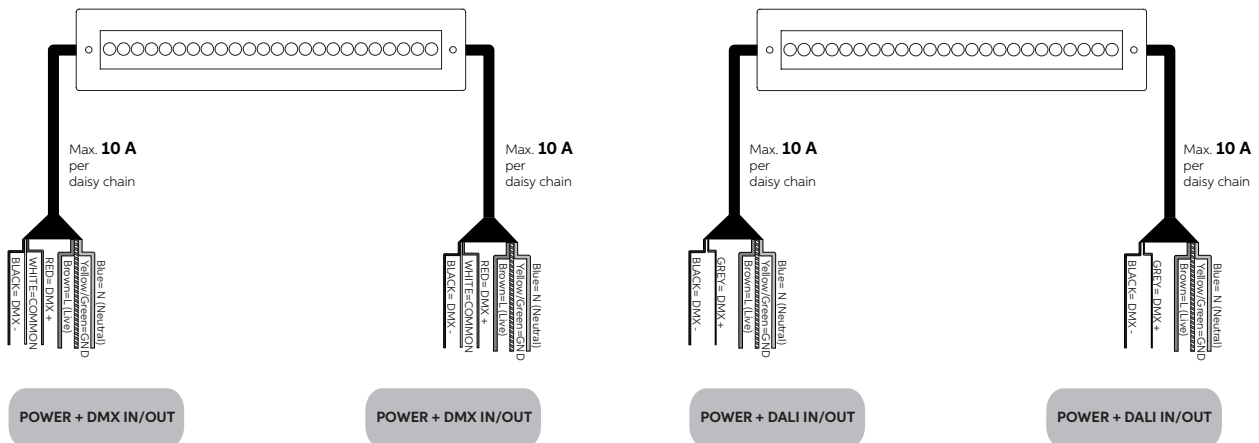 Max. 10 A
per
daisy chain
Max. 10 A
per
daisy chain
Max. 10 A
per
daisy chain
Max. 10 A
per
daisy chain
BLACK= DMX -
WHITE=COMMON
RED= DMX +
Brown=L (Live)
Yellow/Green=GND
Blue= N (Neutral)
BLACK= DMX -
WHITE=COMMON
RED= DMX +
Brown=L (Live)
Yellow/Green=GND
Blue= N (Neutral)
BLACK= DMX -
GREY= DMX +
Brown=L (Live)
Yellow/Green=GND
Blue= N (Neutral)
BLACK= DMX -
GREY= DMX +
Brown=L (Live)
Yellow/Green=GND
Blue= N (Neutral)
POWER + DMX IN/OUT
POWER + DMX IN/OUT
POWER + DALI IN/OUT
POWER + DALI IN/OUT